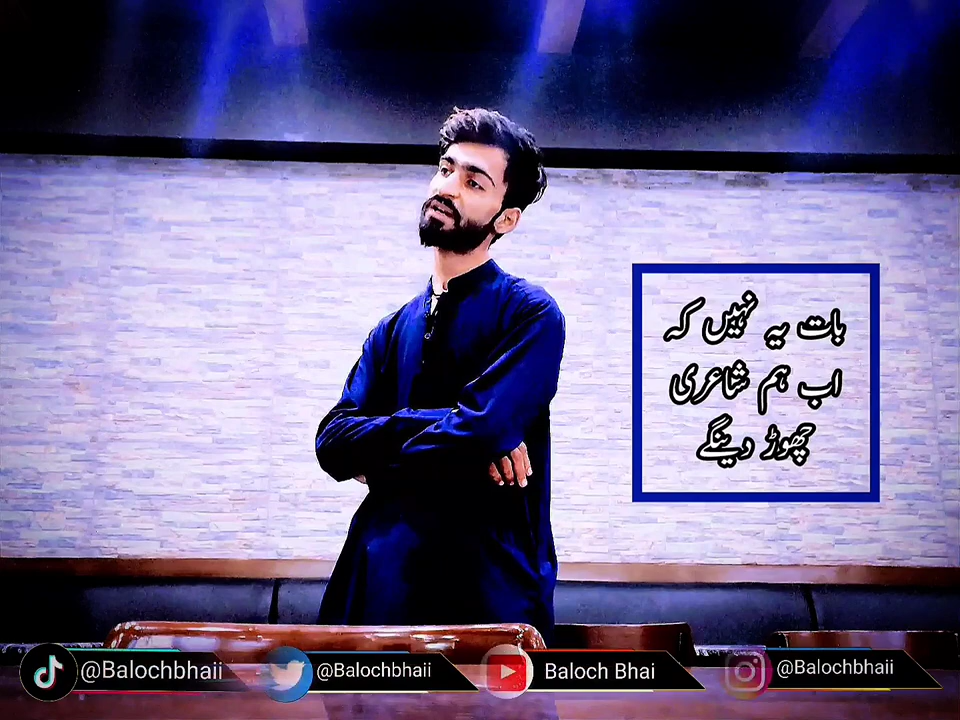 بات یہ نہیں کہ
اب ہم شاعری
چھوڑ دینگے
@Balochbhaii
@Balochbhaii
Baloch Bhai
@Balochbhaii